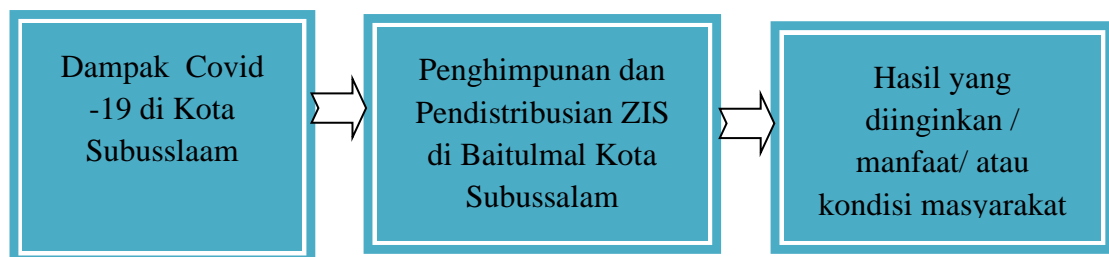 Dampak Covid
-19 di Kota
Subusslaam
Penghimpunan dan
Pendistribusian ZIS
di Baitulmal Kota
Subussalam
Hasil yang
diinginkan /
manfaat/ atau
kondisi masyarakat